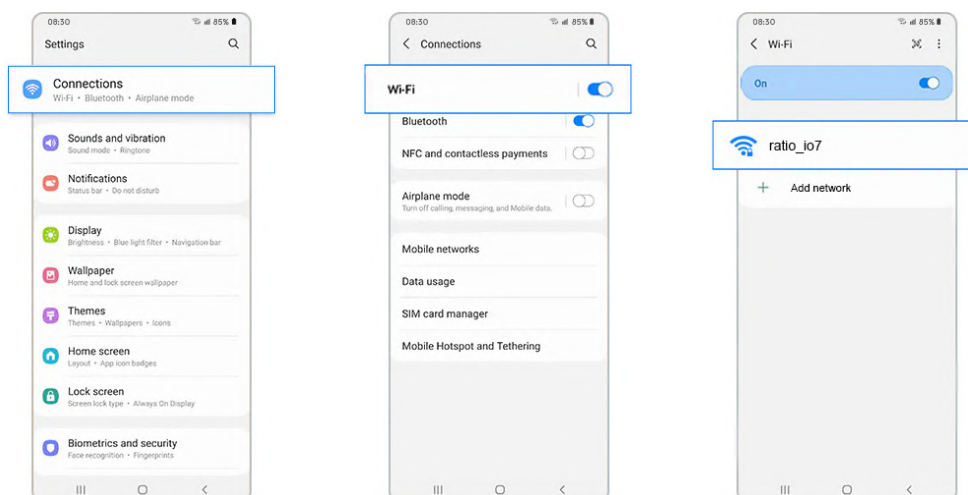 08:30 85%
Settings
Connections
Wi-Fi • Bluetooth • Airplane mode
Sounds and vibration
Sound mode • Ringtone
Notifications
Status bar • Do not disturb
Display
Brightness • Blue light filter • Navigation bar
Wallpaper
Home and lock screen wallpaper
Themes
Themes • Wallpapers • Icons
Home screen
Layout • App icon badges
Lock screen
Screen lock type • Always On Display
Biometrics and security
Face recognition • Fingerprints
08:30 85%
Connections
Wi-Fi
Bluetooth
NFC and contactless payments
Airplane mode
Turn off calling, messaging, and Mobile data.
Mobile networks
Data usage
SIM card manager
Mobile Hotspot and Tethering
08:30 85%
Wi-Fi
On
ratio_io7
Add network